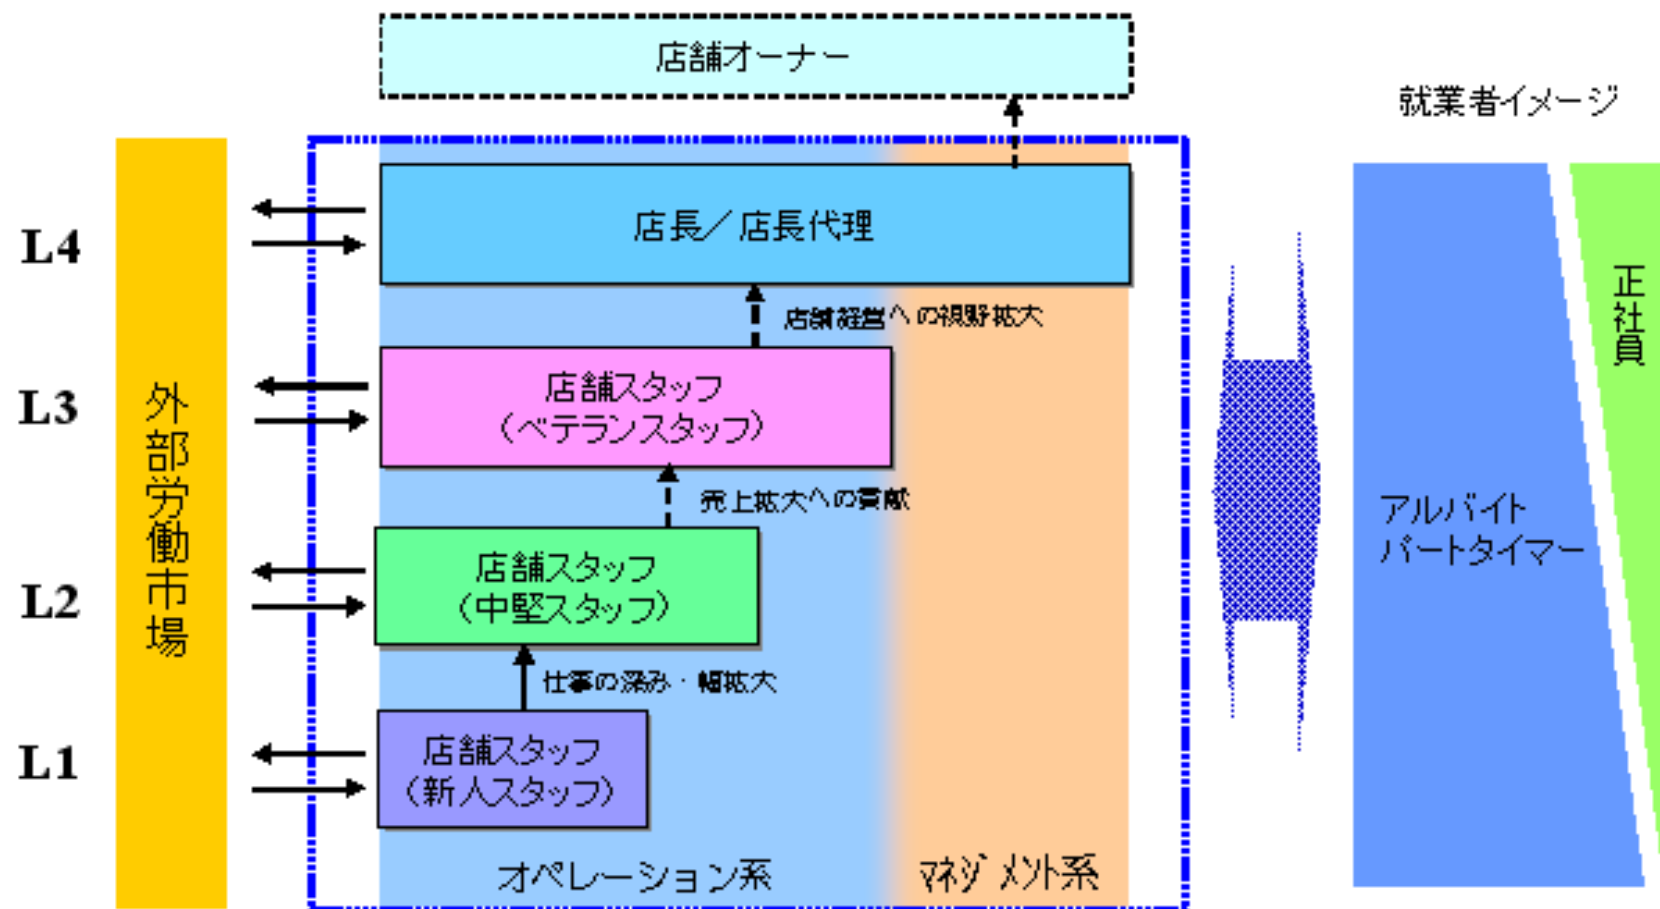 店舗オーナー
就業者イメージ
L4
店長／店長代理
店舗経営への視野拡大
正社員
L3
店舗スタッフ
（ベテランスタッフ）
外部労働市場
売上拡大への貢献
アルバイト
パートタイマー
L2
店舗スタッフ
（中堅スタッフ）
仕事の深み・幅拡大
L1
店舗スタッフ
（新人スタッフ）
オペレーション系
マネジメント系